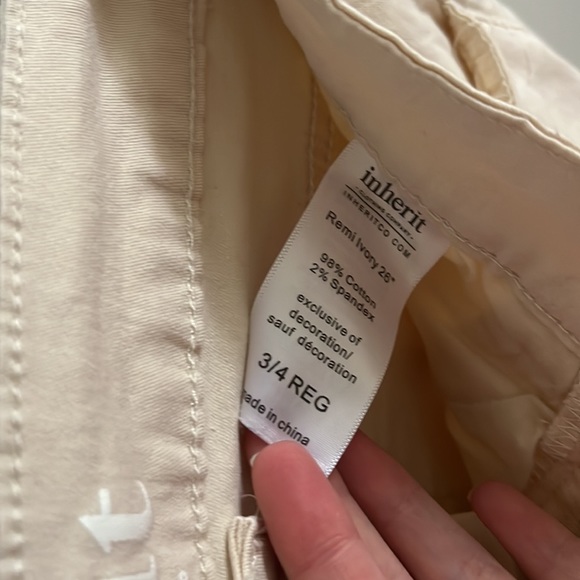 inherit
- CLOTHING COMPANY -
INHERITCO.COM
Remi Ivory 26"
98% Cotton
2% Spandex
exclusive of
decoration/
sauf décoration
3/4 REG
ade in china